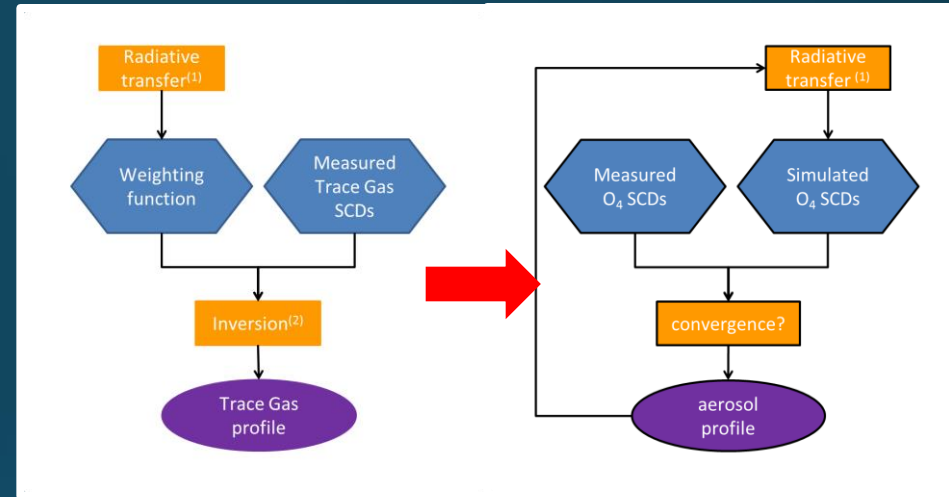 Radiative
transfer⁽¹⁾
Weighting
function
Measured
Trace Gas
SCDs
Inversion⁽²⁾
Trace Gas
profile
Radiative
transfer ⁽¹⁾
Measured
O₄ SCDs
Simulated
O₄ SCDs
convergence?
aerosol
profile